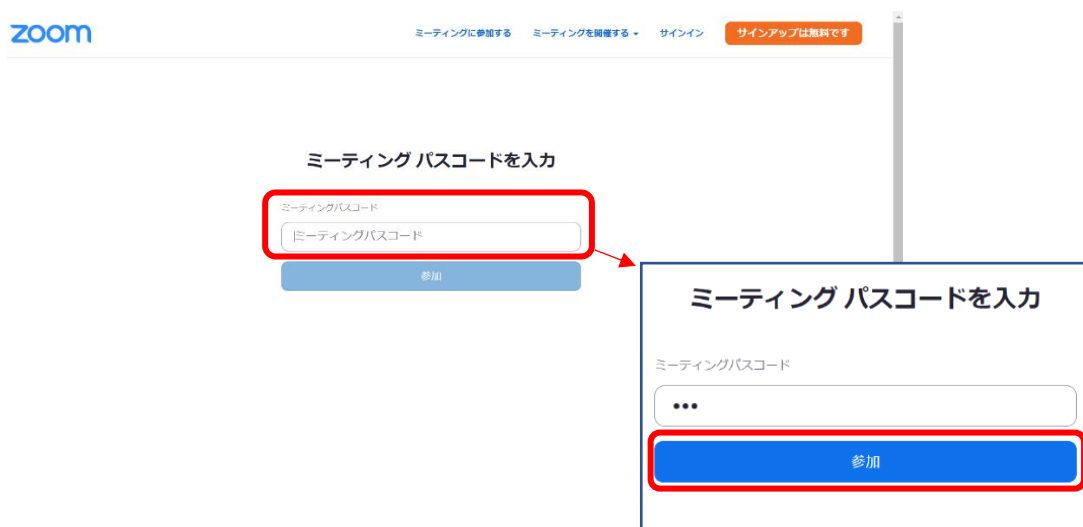 zoom
ミーティングに参加する ミーティングを開催する サインイン サインアップは無料です
ミーティング パスコードを入力
ミーティングパスコード
ミーティングパスコード
参加
ミーティング パスコードを入力
ミーティングパスコード
•••
参加